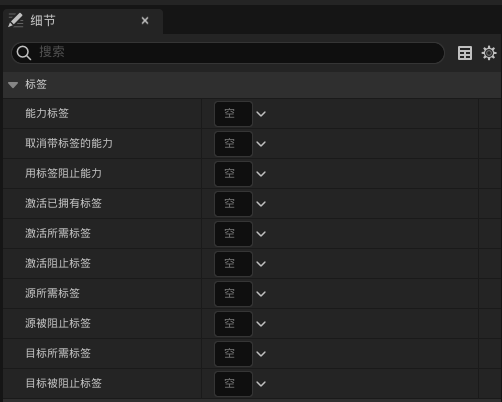 细节
搜索
标签
能力标签 空
取消带标签的能力 空
用标签阻止能力 空
激活已拥有标签 空
激活所需标签 空
激活阻止标签 空
源所需标签 空
源被阻止标签 空
目标所需标签 空
目标被阻止标签 空